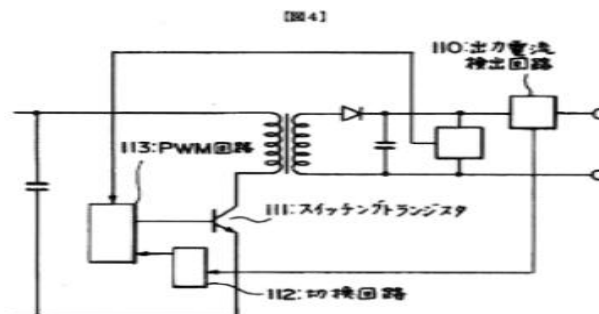 【図4】
110:出力電流
検出回路
113:PWM回路
111:スイッチングトランジスタ
112:切換回路